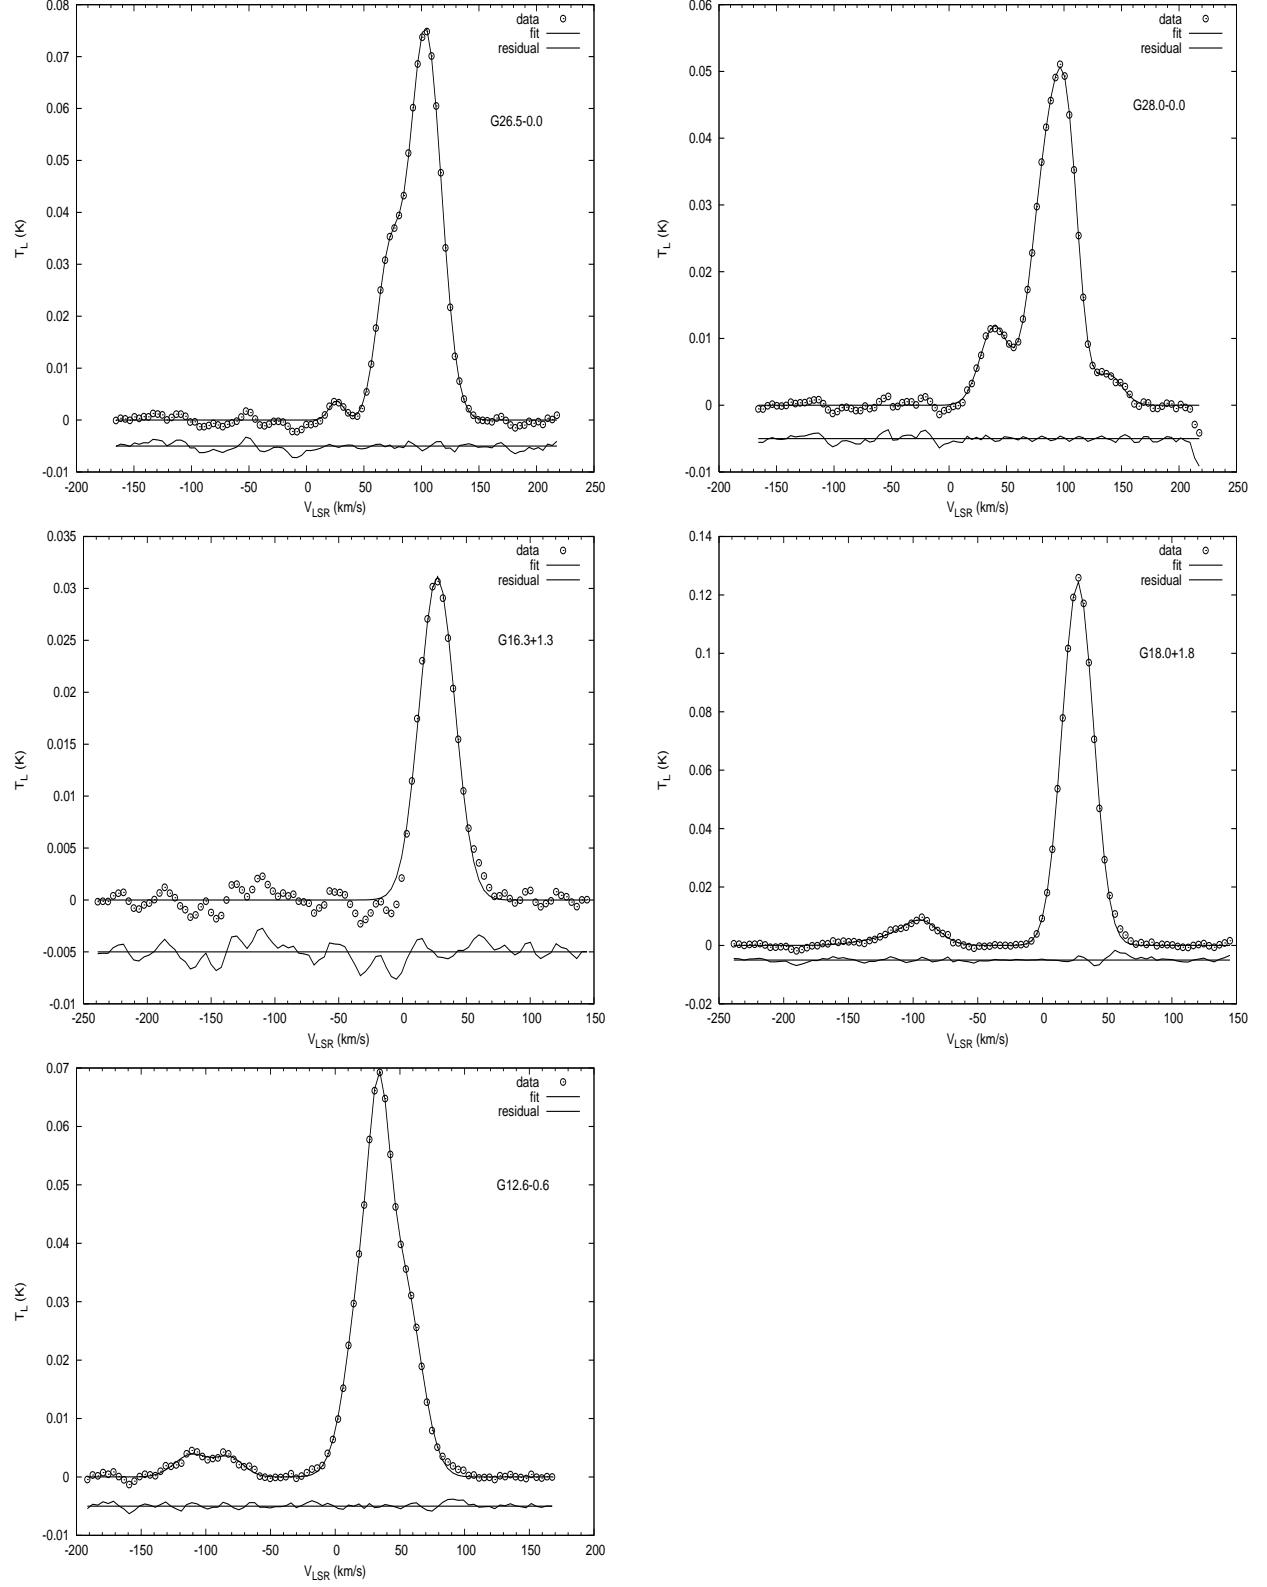 0.08
0.07
0.06
0.05
0.04
0.03
0.02
0.01
0
-0.01
T_L (K)
data
fit
residual
G26.5-0.0
-200 -150 -100 -50 0 50 100 150 200 250
V_LSR (km/s)
0.06
0.05
0.04
0.03
0.02
0.01
0
-0.01
T_L (K)
data
fit
residual
G28.0-0.0
-200 -150 -100 -50 0 50 100 150 200 250
V_LSR (km/s)
0.035
0.03
0.025
0.02
0.015
0.01
0.005
0
-0.005
-0.01
T_L (K)
data
fit
residual
G16.3+1.3
-250 -200 -150 -100 -50 0 50 100 150
V_LSR (km/s)
0.14
0.12
0.1
0.08
0.06
0.04
0.02
0
-0.02
T_L (K)
data
fit
residual
G18.0+1.8
-250 -200 -150 -100 -50 0 50 100 150
V_LSR (km/s)
0.07
0.06
0.05
0.04
0.03
0.02
0.01
0
-0.01
T_L (K)
data
fit
residual
G12.6-0.6
-200 -150 -100 -50 0 50 100 150 200
V_LSR (km/s)